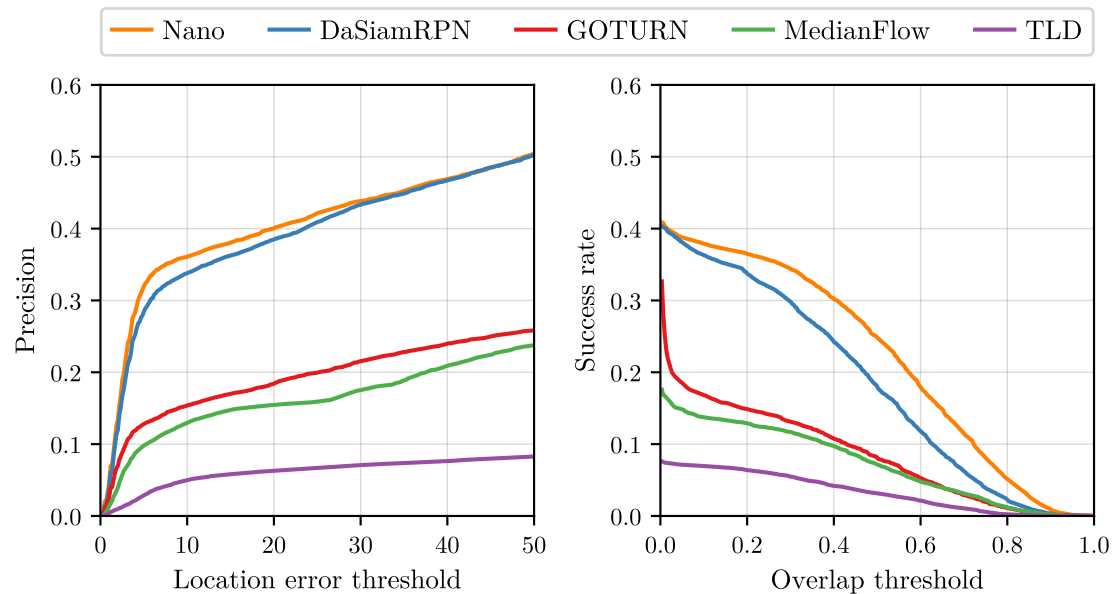 Nano DaSiamRPN GOTURN MedianFlow TLD
0.6
0.5
0.4
0.3
0.2
0.1
0.0
Precision
0 10 20 30 40 50
Location error threshold
0.6
0.5
0.4
0.3
0.2
0.1
0.0
Success rate
0.0 0.2 0.4 0.6 0.8 1.0
Overlap threshold